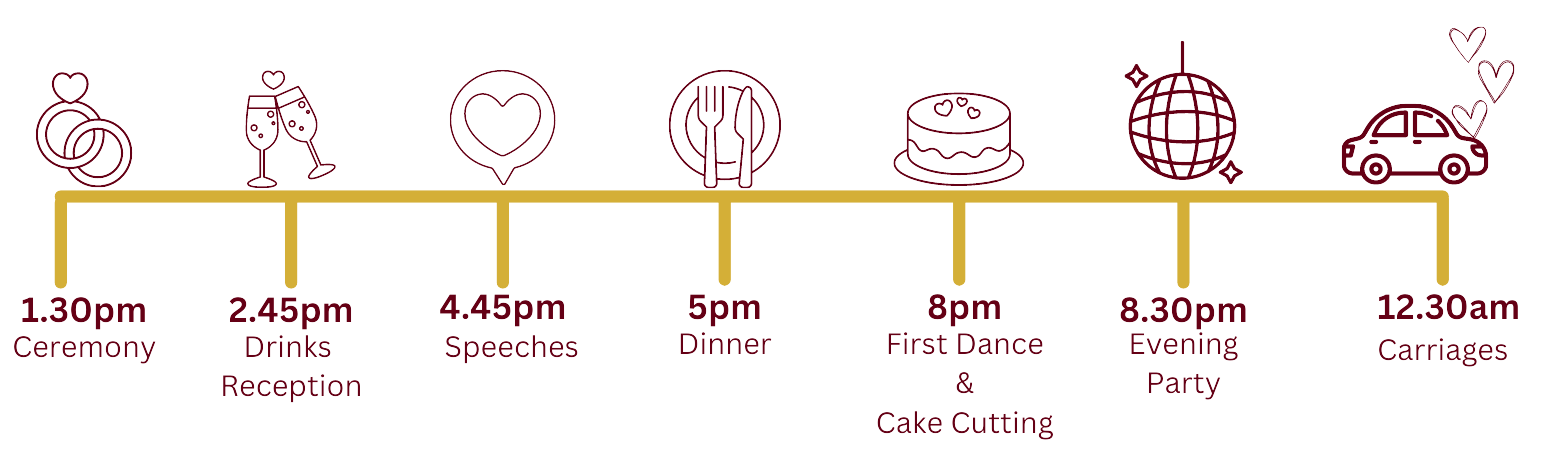 1.30pm
Ceremony
2.45pm
Drinks
Reception
4.45pm
Speeches
5pm
Dinner
8pm
First Dance
&
Cake Cutting
8.30pm
Evening
Party
12.30am
Carriages